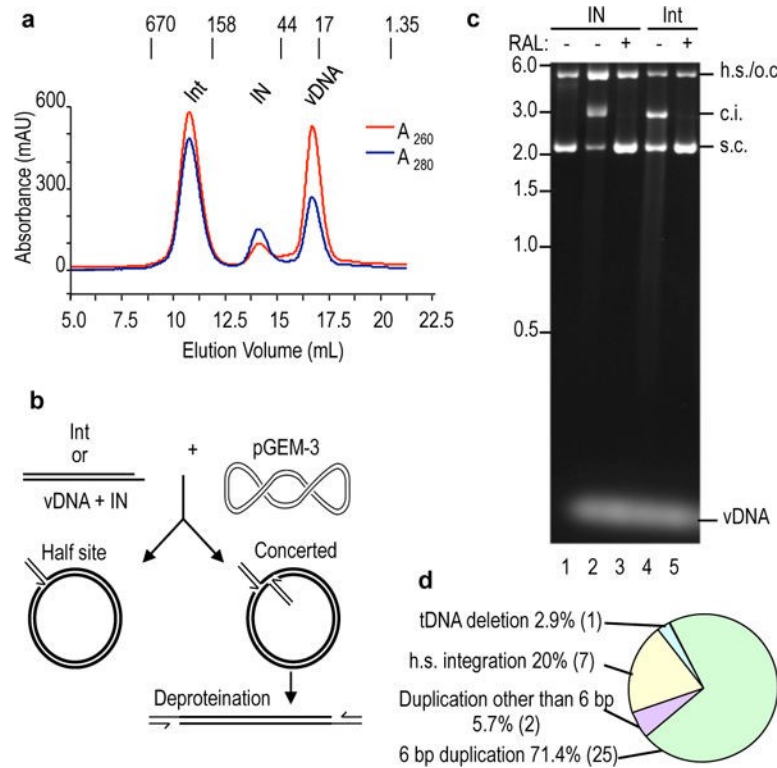 a
670 158 44 17 1.35
Int IN vDNA
A 260
A 280
Absorbance (mAU)
600
300
0
5.0 7.5 10 12.5 15 17.5 20 22.5
Elution Volume (mL)
b
Int
or
vDNA + IN
+
pGEM-3
Half site
Concerted
Deproteination
c
IN Int
RAL: - - + - +
6.0
3.0
2.0
1.5
1.0
0.5
h.s./o.c
c.i.
s.c.
vDNA
1 2 3 4 5
d
tDNA deletion 2.9% (1)
h.s. integration 20% (7)
Duplication other than 6 bp
5.7% (2)
6 bp duplication 71.4% (25)